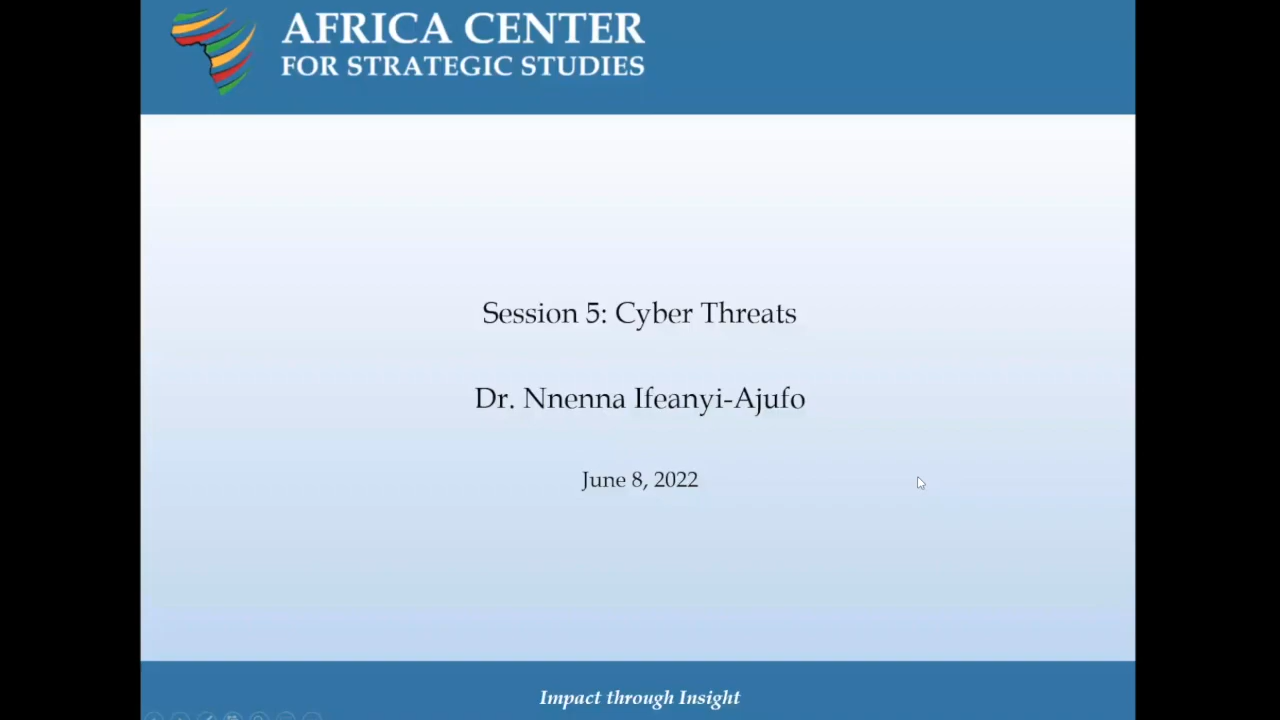 AFRICA CENTER
FOR STRATEGIC STUDIES
Session 5: Cyber Threats
Dr. Nnenna Ifeanyi-Ajufo
June 8, 2022
Impact through Insight